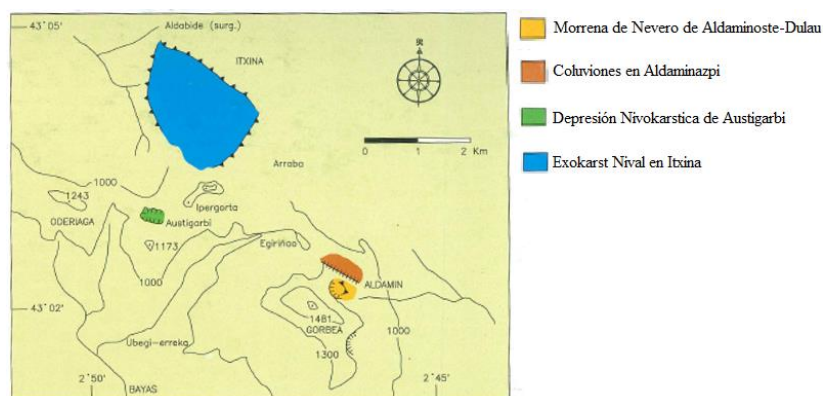 43°05'
Aldabide (surg.)
ITXINA
N
0 1 2 Km
Arraba
1000
1243
Ipergorta
ODERIAGA
Austigarbi
1173
Egiriñao
1000
ALDAMIN
43°02'
1481
GORBEA
1000
Ubegi-erreka
1300
2°50'
2°45'
BAYAS
Morrena de Nevero de Aldaminoste-Dulau
Coluviones en Aldaminazpi
Depresión Nivokarstica de Austigarbi
Exokarst Nival en Itxina